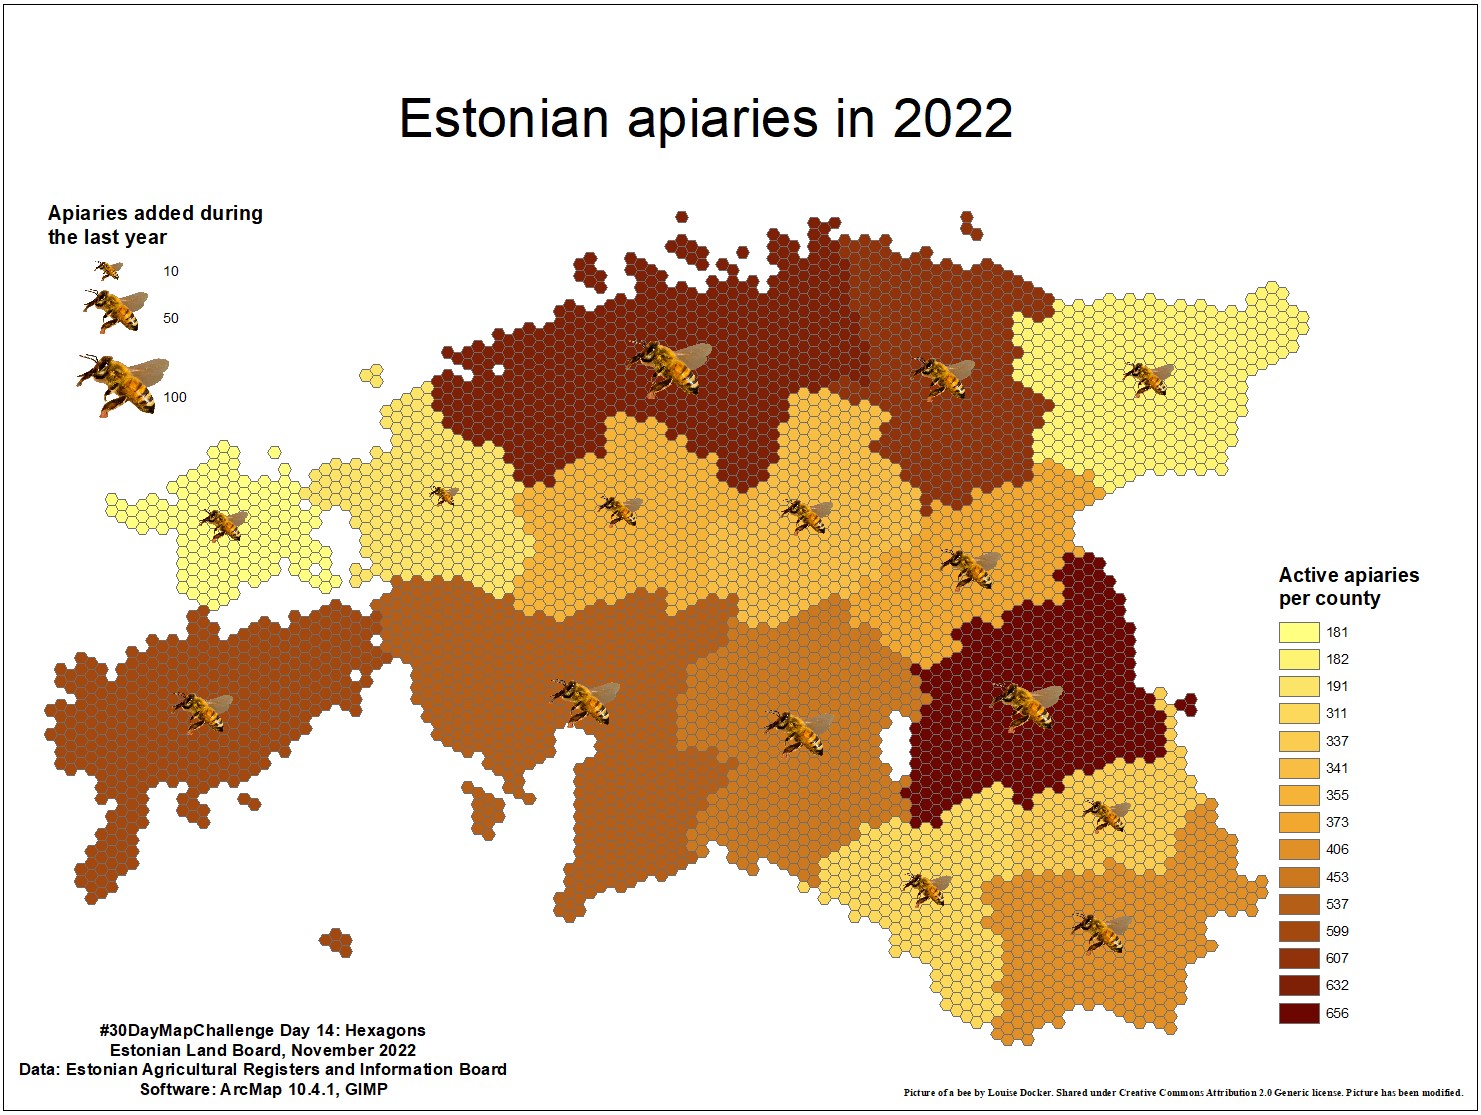 Estonian apiaries in 2022
Apiaries added during
the last year
10
50
100
Active apiaries
per county
181
182
191
311
337
341
355
373
406
453
537
599
607
632
656
#30DayMapChallenge Day 14: Hexagons
Estonian Land Board, November 2022
Data: Estonian Agricultural Registers and Information Board
Software: ArcMap 10.4.1, GIMP
Picture of a bee by Louise Docker. Shared under Creative Commons Attribution 2.0 Generic license. Picture has been modified.